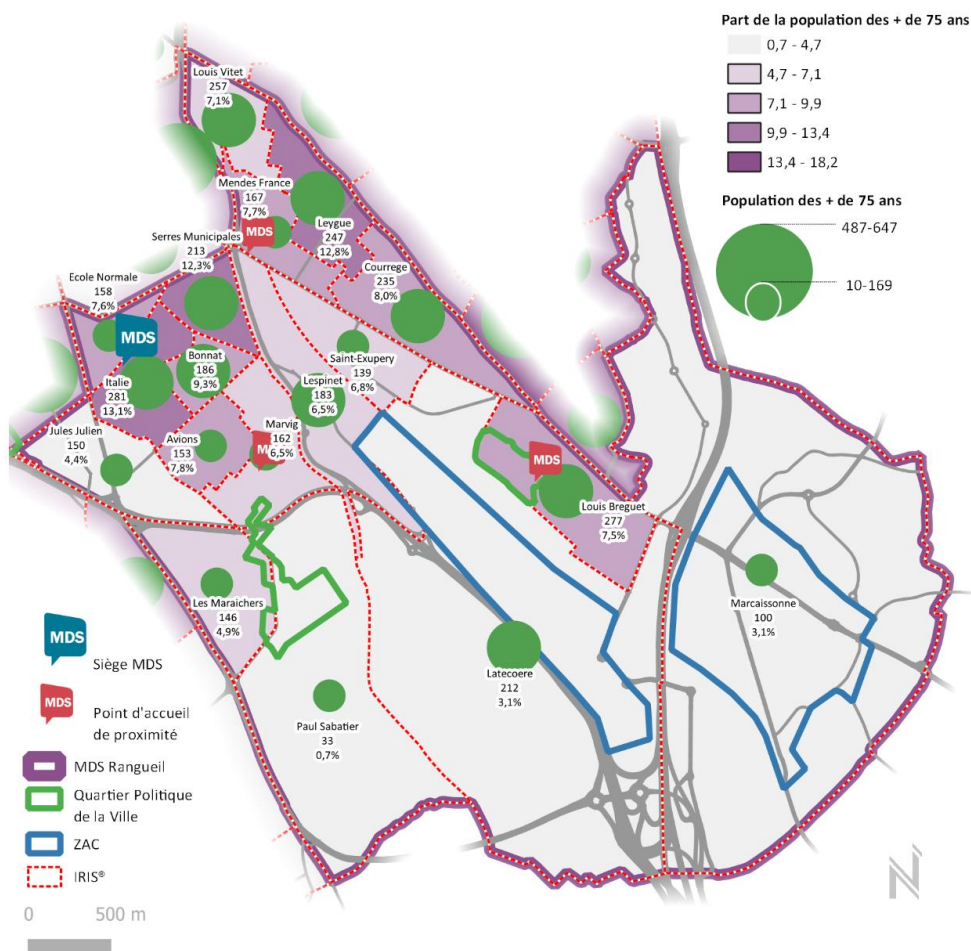 Part de la population des + de 75 ans
0,7 - 4,7
4,7 - 7,1
7,1 - 9,9
9,9 - 13,4
13,4 - 18,2
Population des + de 75 ans
487-647
10-169
Louis Vitet
257
7,1%
Mendes France
167
7,7%
MDS
Leygue
247
12,8%
Serres Municipales
213
12,3%
Courrege
235
8,0%
Ecole Normale
158
7,6%
MDS
Bonnat
186
9,3%
Saint-Exupery
139
6,8%
Italie
281
13,1%
Lespinet
183
6,5%
Jules Julien
150
4,4%
Avions
153
7,8%
Marvig
162
6,5%
MDS
MDS
Louis Breguet
277
7,5%
Les Maraichers
146
4,9%
Marcaissonne
100
3,1%
Latecoere
212
3,1%
Paul Sabatier
33
0,7%
MDS
Siège MDS
MDS
Point d'accueil
de proximité
MDS Rangueil
Quartier Politique
de la Ville
ZAC
IRIS®
0 500 m
N